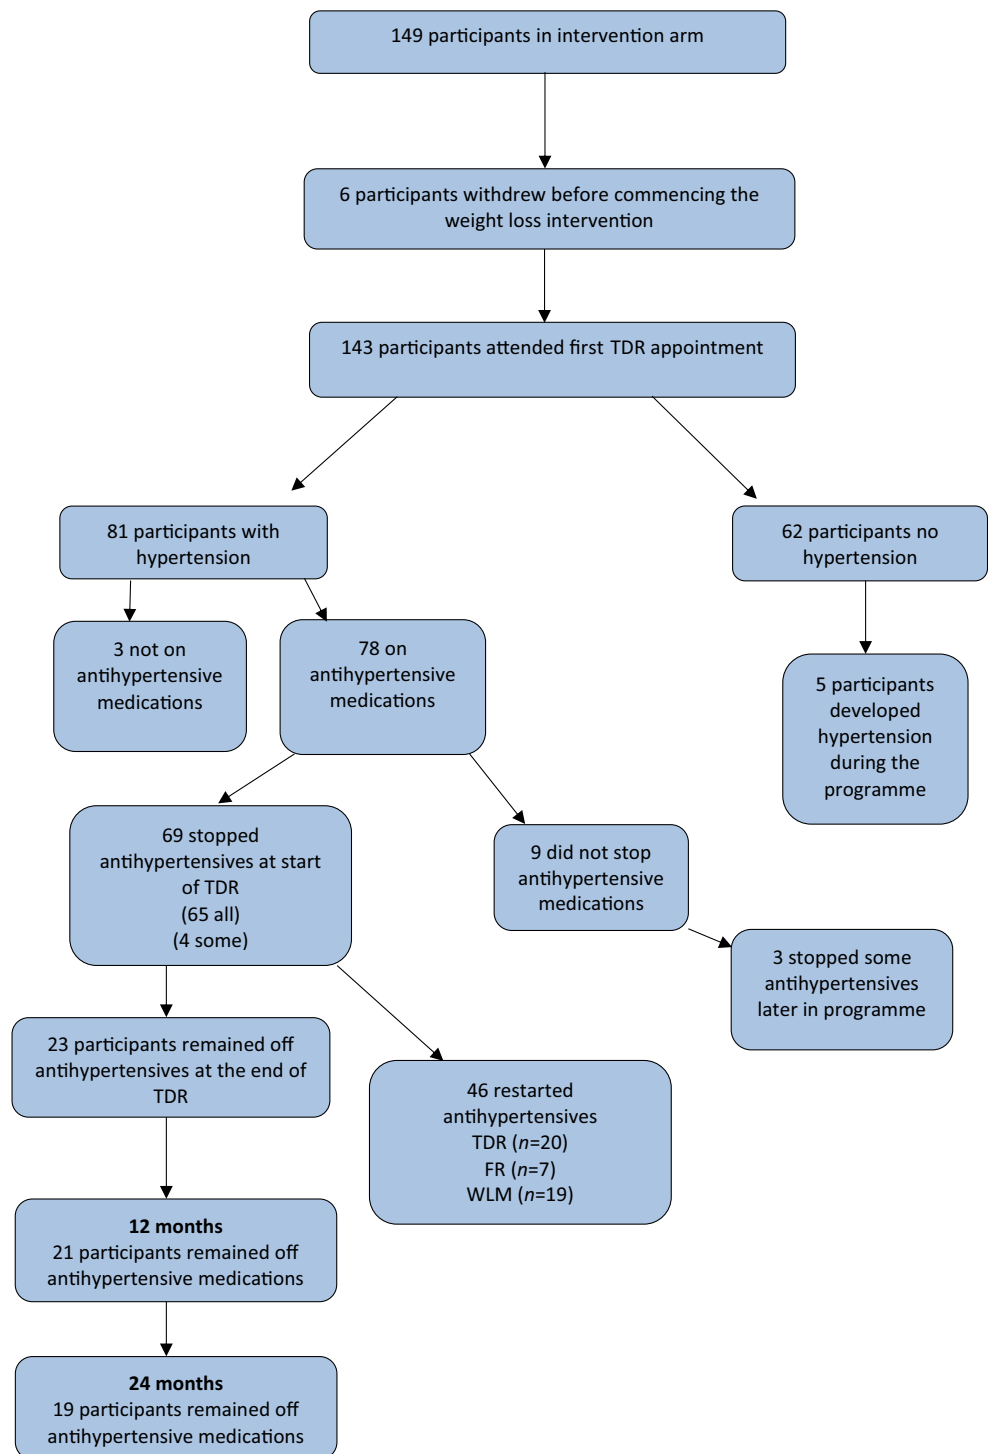 149 participants in intervention arm
6 participants withdrew before commencing the
weight loss intervention
143 participants attended first TDR appointment
81 participants with
hypertension
62 participants no
hypertension
3 not on
antihypertensive
medications
78 on
antihypertensive
medications
5 participants
developed
hypertension
during the
programme
69 stopped
antihypertensives at start
of TDR
(65 all)
(4 some)
9 did not stop
antihypertensive
medications
3 stopped some
antihypertensives
later in programme
23 participants remained off
antihypertensives at the end of
TDR
46 restarted
antihypertensives
TDR (n=20)
FR (n=7)
WLM (n=19)
12 months
21 participants remained off
antihypertensive medications
24 months
19 participants remained off
antihypertensive medications